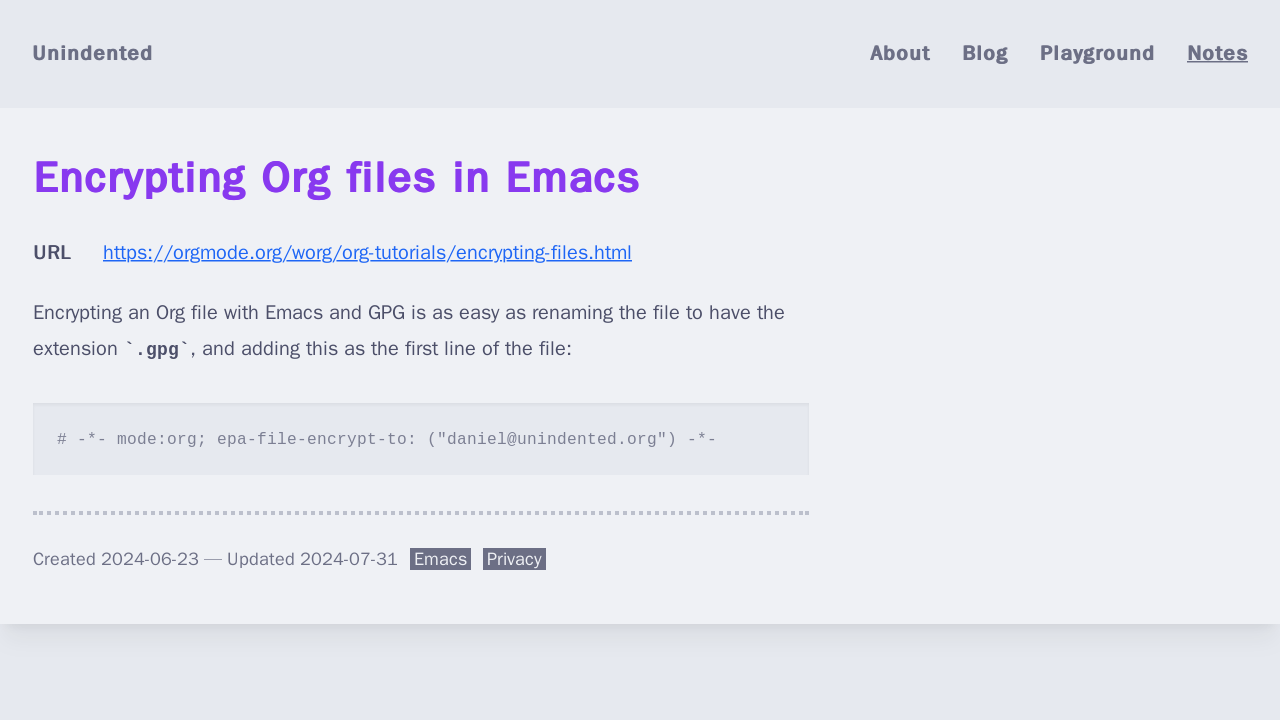 Unindented
About Blog Playground Notes
Encrypting Org files in Emacs
URL https://orgmode.org/worg/org-tutorials/encrypting-files.html
Encrypting an Org file with Emacs and GPG is as easy as renaming the file to have the
extension `.gpg`, and adding this as the first line of the file:
# -*- mode:org; epa-file-encrypt-to: ("daniel@unindented.org") -*-
Created 2024-06-23 — Updated 2024-07-31 Emacs Privacy